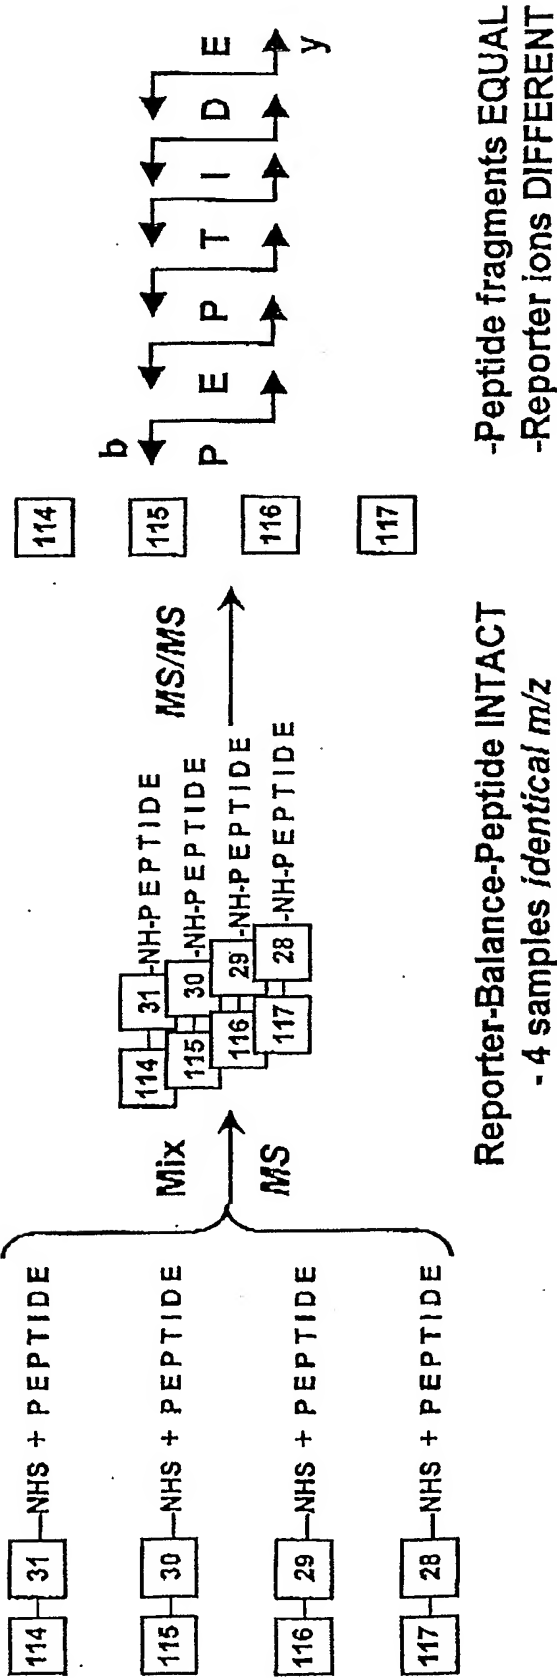 114 31 -NHS + PEPTIDE
115 30 -NHS + PEPTIDE
116 29 -NHS + PEPTIDE
117 28 -NHS + PEPTIDE
Mix
MS
114 31 -NH-PEPTIDE
115 30 -NH-PEPTIDE
116 29 -NH-PEPTIDE
117 28 -NH-PEPTIDE
Reporter-Balance-Peptide INTACT
- 4 samples identical m/z
MS/MS
114
115
116
117
b
P E P T I D E
y
-Peptide fragments EQUAL
-Reporter ions DIFFERENT